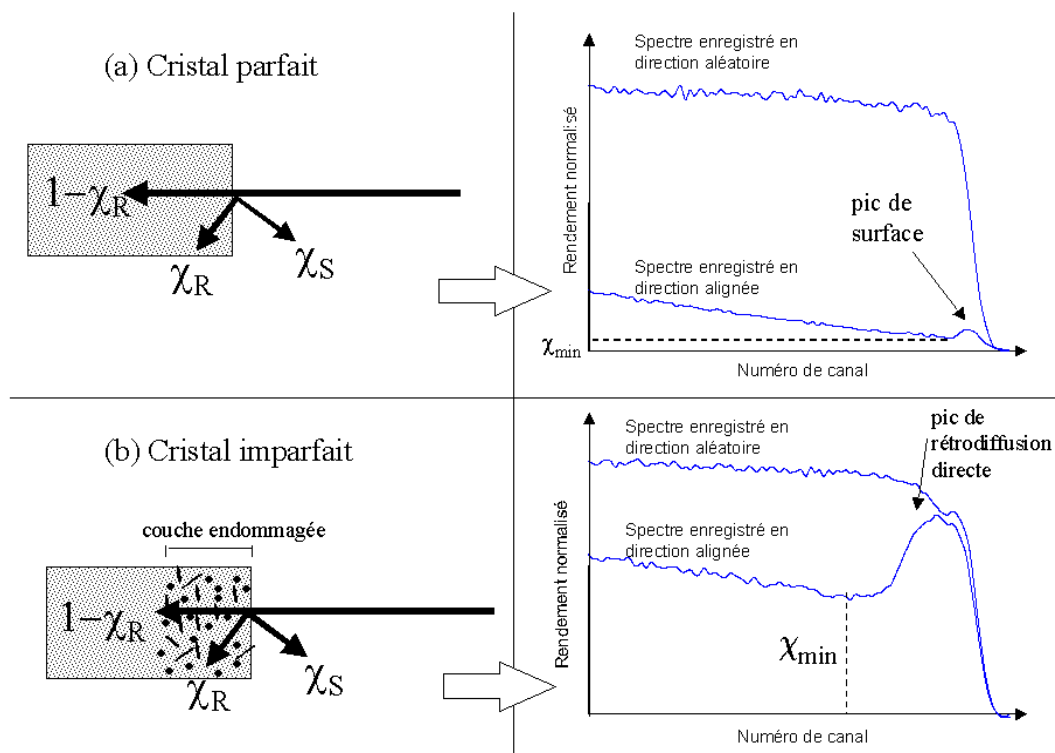 (a) Cristal parfait
1−χR
χR
χS
Spectre enregistré en
direction aléatoire
Rendement normalisé
pic de
surface
Spectre enregistré en
direction alignée
χmin
Numéro de canal
(b) Cristal imparfait
couche endommagée
1−χR
χR
χS
Spectre enregistré en
direction aléatoire
pic de
rétrodiffusion
directe
Rendement normalisé
Spectre enregistré en
direction alignée
χmin
Numéro de canal